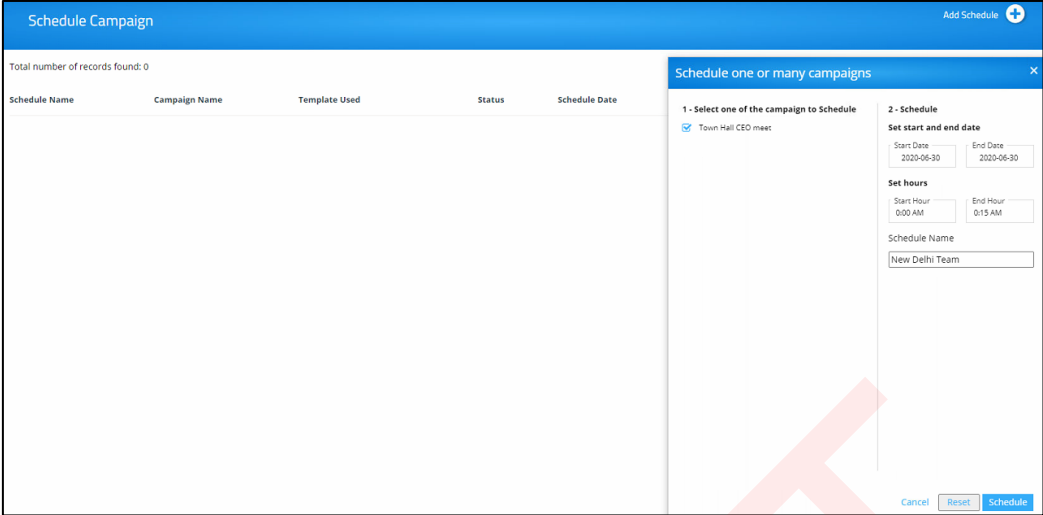 Schedule Campaign
Add Schedule
Total number of records found: 0
Schedule Name Campaign Name Template Used Status Schedule Date
Schedule one or many campaigns
1 - Select one of the campaign to Schedule
Town Hall CEO meet
2 - Schedule
Set start and end date
Start Date End Date
2020-06-30 2020-06-30
Set hours
Start Hour End Hour
0:00 AM 0:15 AM
Schedule Name
New Delhi Team
Cancel Reset Schedule